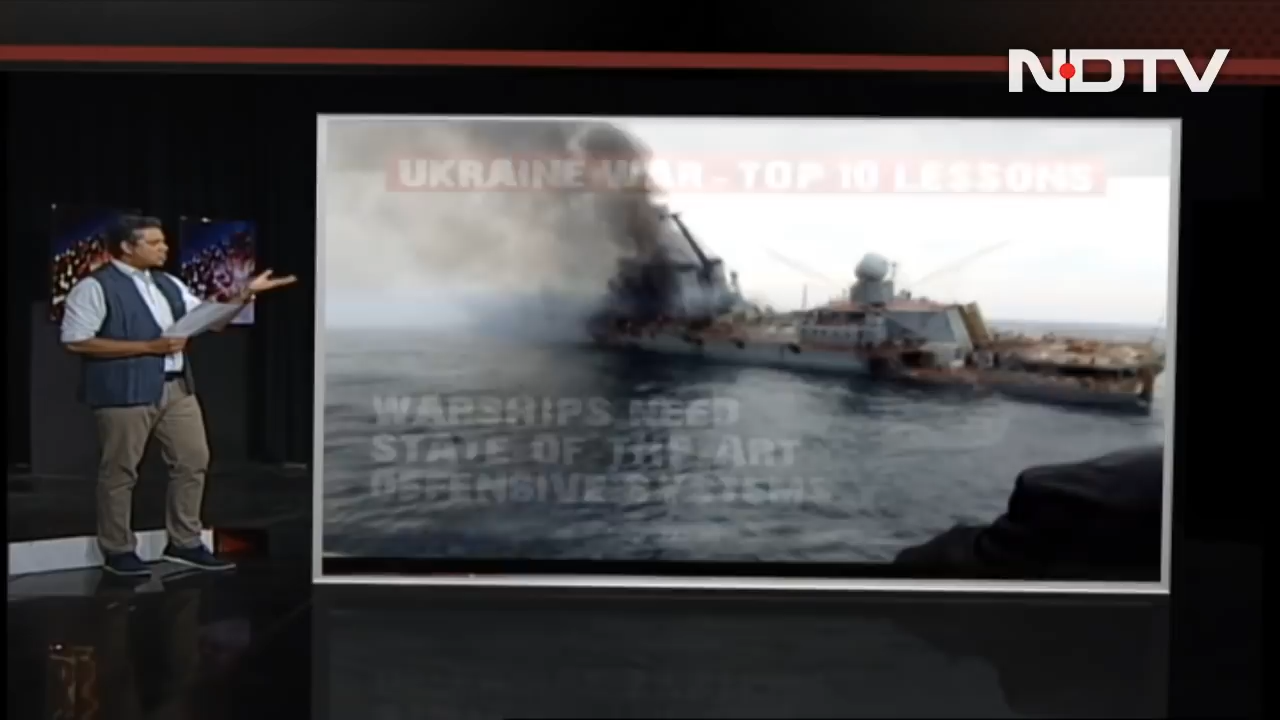 NDTV
UKRAINE WAR - TOP 10 LESSONS
WARSHIPS NEED
STATE OF THE ART
DEFENSIVE SYSTEMS